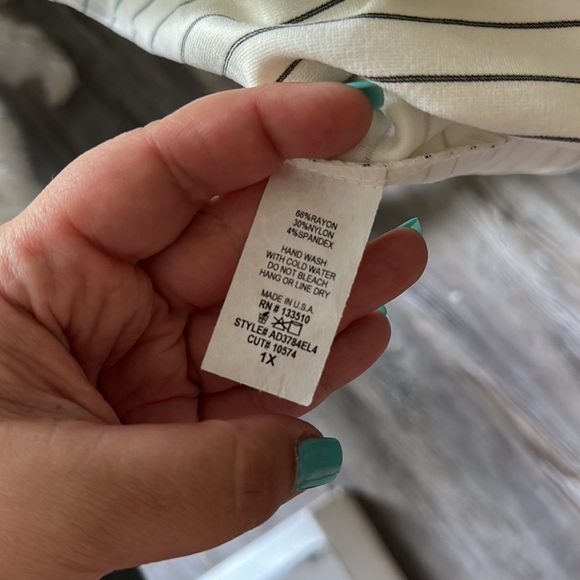 66%RAYON
30%NYLON
4%SPANDEX
HAND WASH
WITH COLD WATER
DO NOT BLEACH
HANG OR LINE DRY
MADE IN U.S.A.
RN # 133510
STYLE# AD3784EL4
CUT# 10574
1X